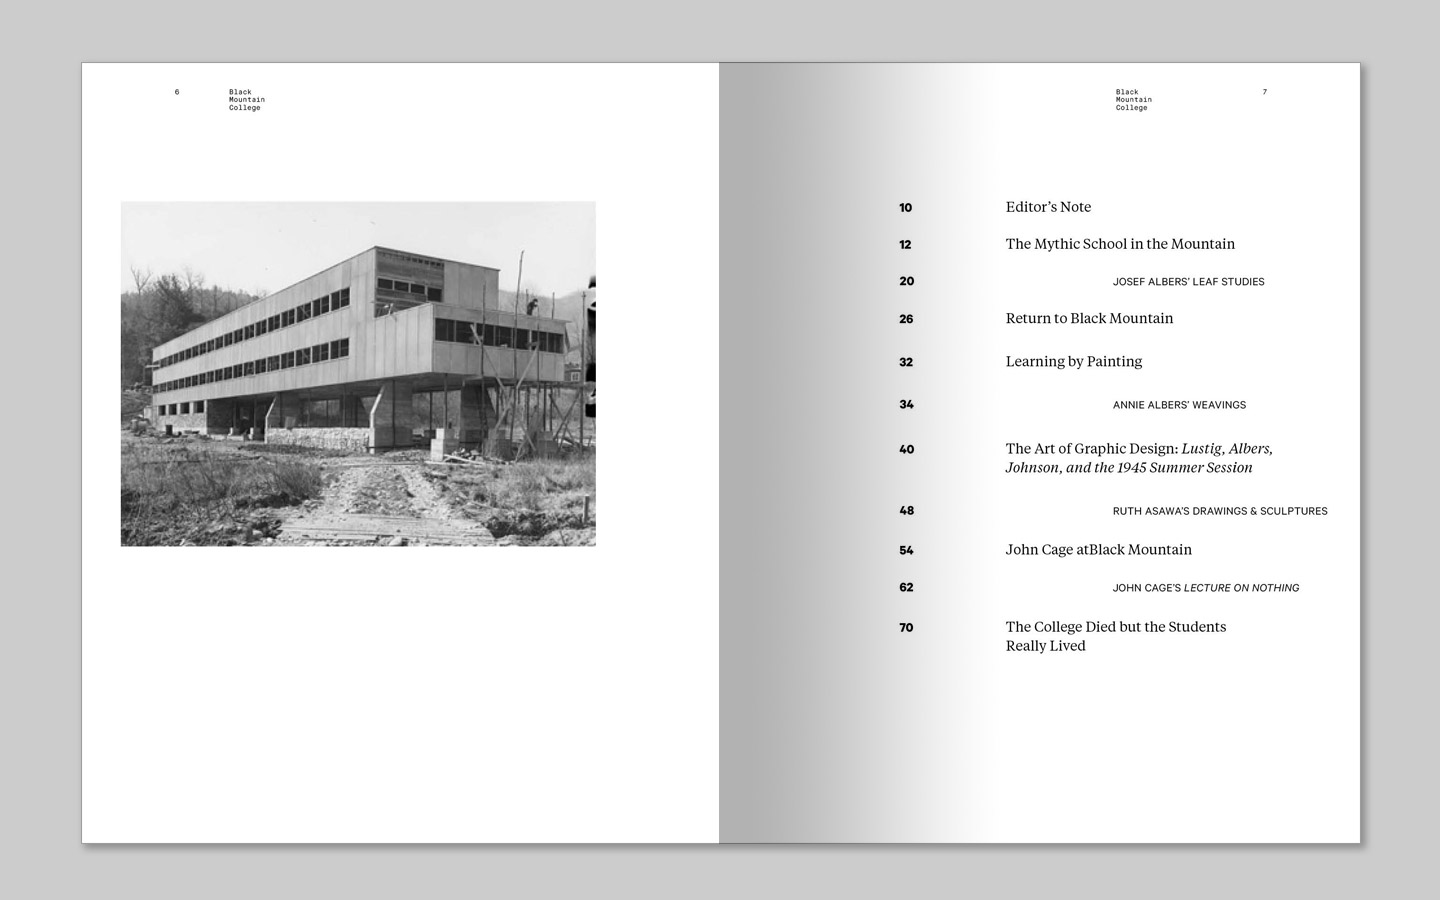 6
Black
Mountain
College
Black
Mountain
College
7
10 Editor’s Note
12 The Mythic School in the Mountain
20 JOSEF ALBERS’ LEAF STUDIES
26 Return to Black Mountain
32 Learning by Painting
34 ANNIE ALBERS’ WEAVINGS
40 The Art of Graphic Design: Lustig, Albers,
Johnson, and the 1945 Summer Session
48 RUTH ASAWA’S DRAWINGS & SCULPTURES
54 John Cage atBlack Mountain
62 JOHN CAGE’S LECTURE ON NOTHING
70 The College Died but the Students
Really Lived